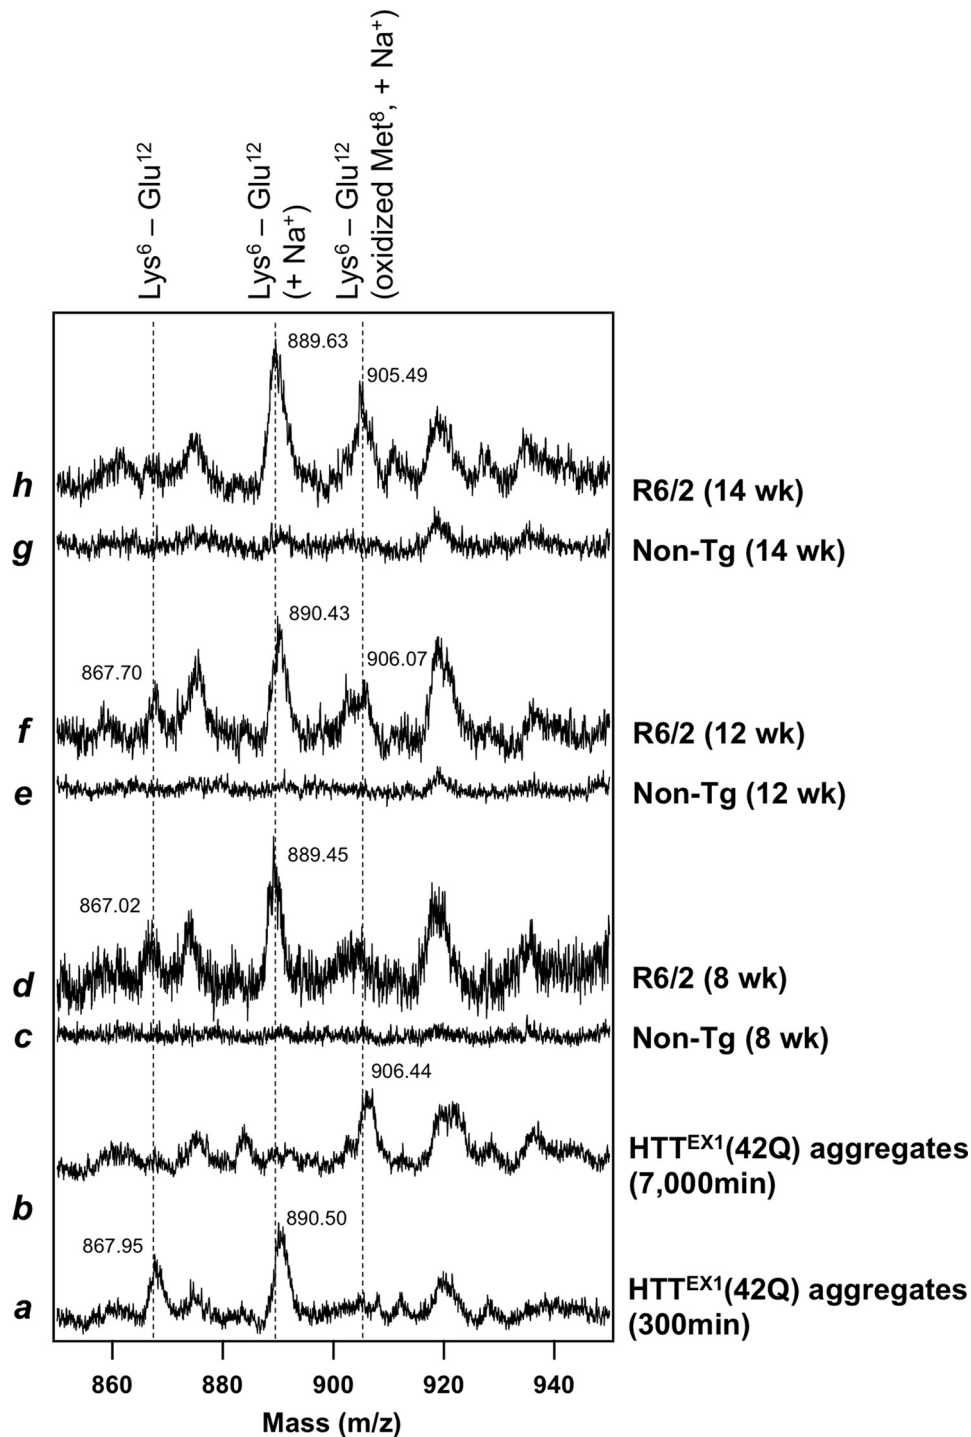 Lys⁶ – Glu¹²
Lys⁶ – Glu¹²
(+ Na⁺)
Lys⁶ – Glu¹²
(oxidized Met⁸, + Na⁺)
889.63
905.49
h
R6/2 (14 wk)
g
Non-Tg (14 wk)
890.43
867.70
906.07
f
R6/2 (12 wk)
e
Non-Tg (12 wk)
889.45
867.02
d
R6/2 (8 wk)
c
Non-Tg (8 wk)
906.44
HTTᴱˣ¹(42Q) aggregates
(7,000min)
b
890.50
867.95
HTTᴱˣ¹(42Q) aggregates
(300min)
a
860 880 900 920 940
Mass (m/z)